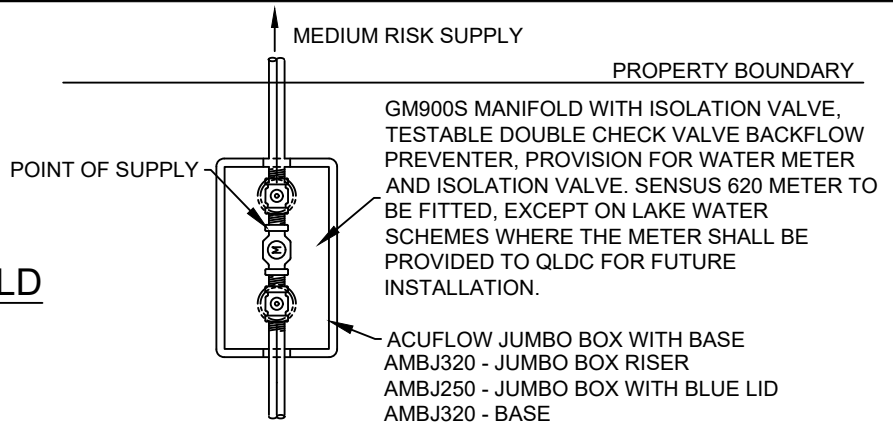 MEDIUM RISK SUPPLY
PROPERTY BOUNDARY
GM900S MANIFOLD WITH ISOLATION VALVE,
TESTABLE DOUBLE CHECK VALVE BACKFLOW
PREVENTER, PROVISION FOR WATER METER
AND ISOLATION VALVE. SENSUS 620 METER TO
BE FITTED, EXCEPT ON LAKE WATER
SCHEMES WHERE THE METER SHALL BE
PROVIDED TO QLDC FOR FUTURE
INSTALLATION.
POINT OF SUPPLY
M
LD
ACUFLOW JUMBO BOX WITH BASE
AMBJ320 - JUMBO BOX RISER
AMBJ250 - JUMBO BOX WITH BLUE LID
AMBJ320 - BASE